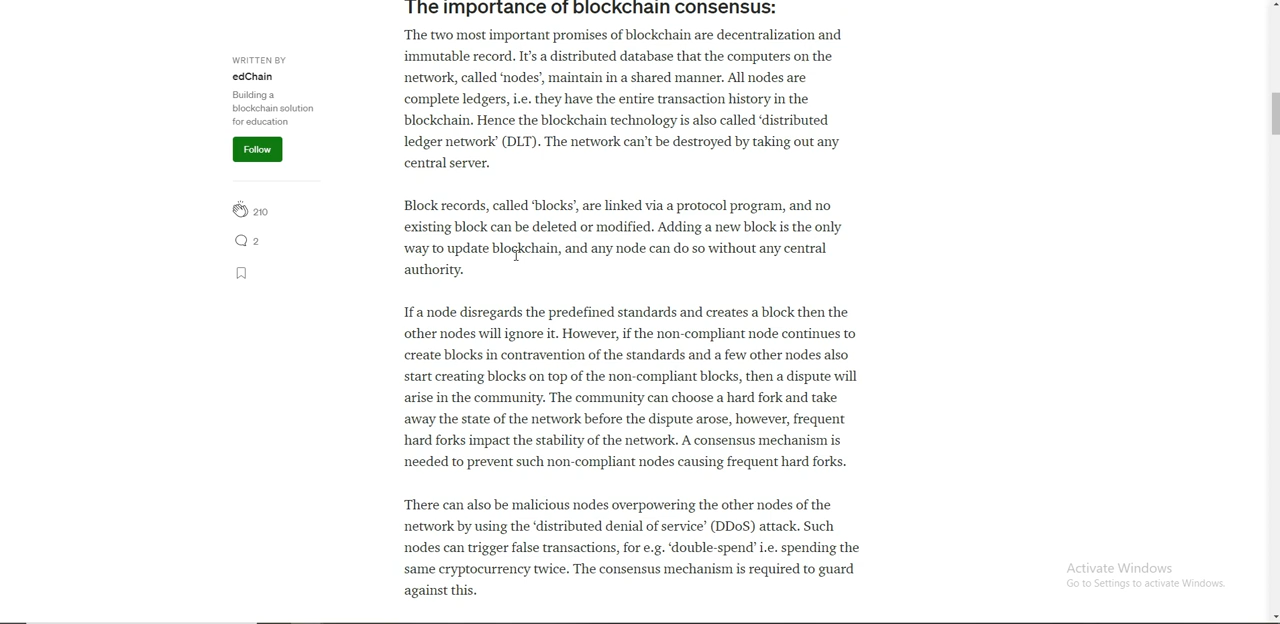 The importance of blockchain consensus:
WRITTEN BY
edChain
Building a
blockchain solution
for education
Follow
210
2
The two most important promises of blockchain are decentralization and
immutable record. It’s a distributed database that the computers on the
network, called ‘nodes’, maintain in a shared manner. All nodes are
complete ledgers, i.e. they have the entire transaction history in the
blockchain. Hence the blockchain technology is also called ‘distributed
ledger network’ (DLT). The network can’t be destroyed by taking out any
central server.
Block records, called ‘blocks’, are linked via a protocol program, and no
existing block can be deleted or modified. Adding a new block is the only
way to update blockchain, and any node can do so without any central
authority.
If a node disregards the predefined standards and creates a block then the
other nodes will ignore it. However, if the non-compliant node continues to
create blocks in contravention of the standards and a few other nodes also
start creating blocks on top of the non-compliant blocks, then a dispute will
arise in the community. The community can choose a hard fork and take
away the state of the network before the dispute arose, however, frequent
hard forks impact the stability of the network. A consensus mechanism is
needed to prevent such non-compliant nodes causing frequent hard forks.
There can also be malicious nodes overpowering the other nodes of the
network by using the ‘distributed denial of service’ (DDoS) attack. Such
nodes can trigger false transactions, for e.g. ‘double-spend’ i.e. spending the
same cryptocurrency twice. The consensus mechanism is required to guard
against this.
Activate Windows
Go to Settings to activate Windows.